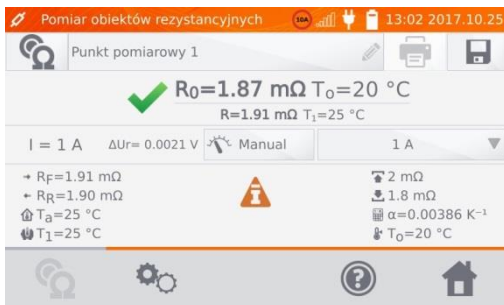 Pomiar obiektów rezystancyjnych 10A 13:02 2017.10.25
Punkt pomiarowy 1
R₀=1.87 mΩ T₀=20 °C
R=1.91 mΩ T₁=25 °C
I = 1 A ΔUr= 0.0021 V Manual 1 A
RF=1.91 mΩ 2 mΩ
RR=1.90 mΩ 1.8 mΩ
Ta=25 °C α=0.00386 K⁻¹
T1=25 °C T₀=20 °C